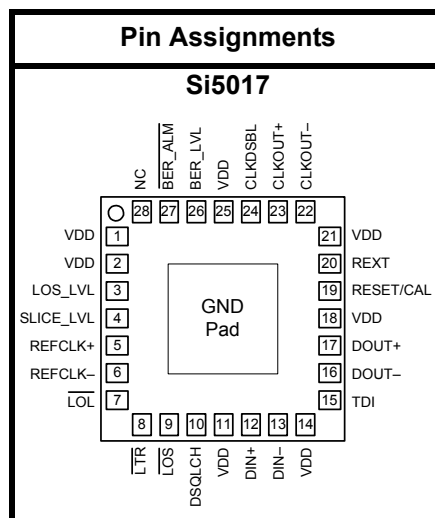 Pin Assignments
Si5017
NC
BER_ALM
BER_LVL
VDD
CLKDSBL
CLKOUT+
CLKOUT–
28 27 26 25 24 23 22
VDD 1
VDD 2
LOS_LVL 3
SLICE_LVL 4
REFCLK+ 5
REFCLK– 6
LOL 7
GND
Pad
21 VDD
20 REXT
19 RESET/CAL
18 VDD
17 DOUT+
16 DOUT–
15 TDI
8 9 10 11 12 13 14
LTR
LOS
DSQLCH
VDD
DIN+
DIN–
VDD